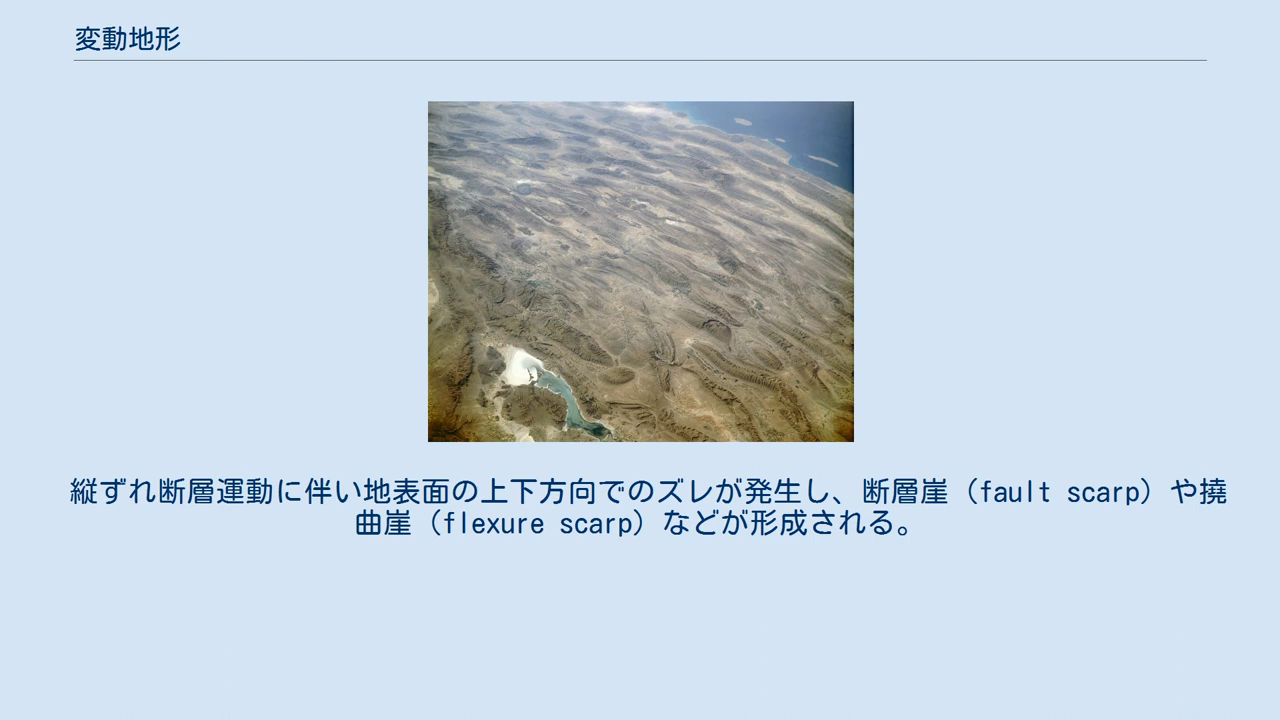 変動地形
縦ずれ断層運動に伴い地表面の上下方向でのズレが発生し、断層崖（fault scarp）や撓
曲崖（flexure scarp）などが形成される。